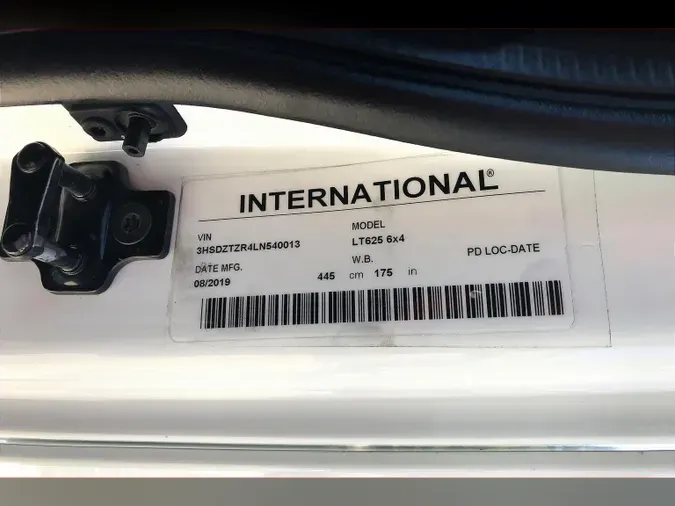 INTERNATIONAL®
VIN
3HSDZTZR4LN540013
MODEL
LT625 6x4
DATE MFG.
08/2019
W.B.
445 cm 175 in
PD LOC-DATE